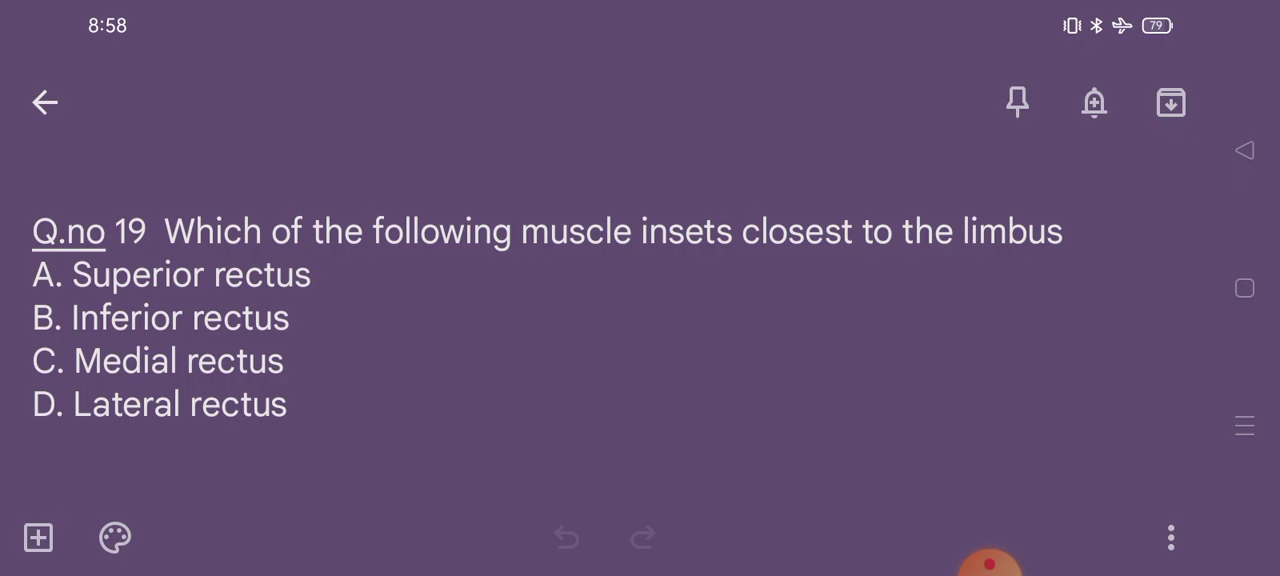 8:58
79
Q.no 19 Which of the following muscle insets closest to the limbus
A. Superior rectus
B. Inferior rectus
C. Medial rectus
D. Lateral rectus